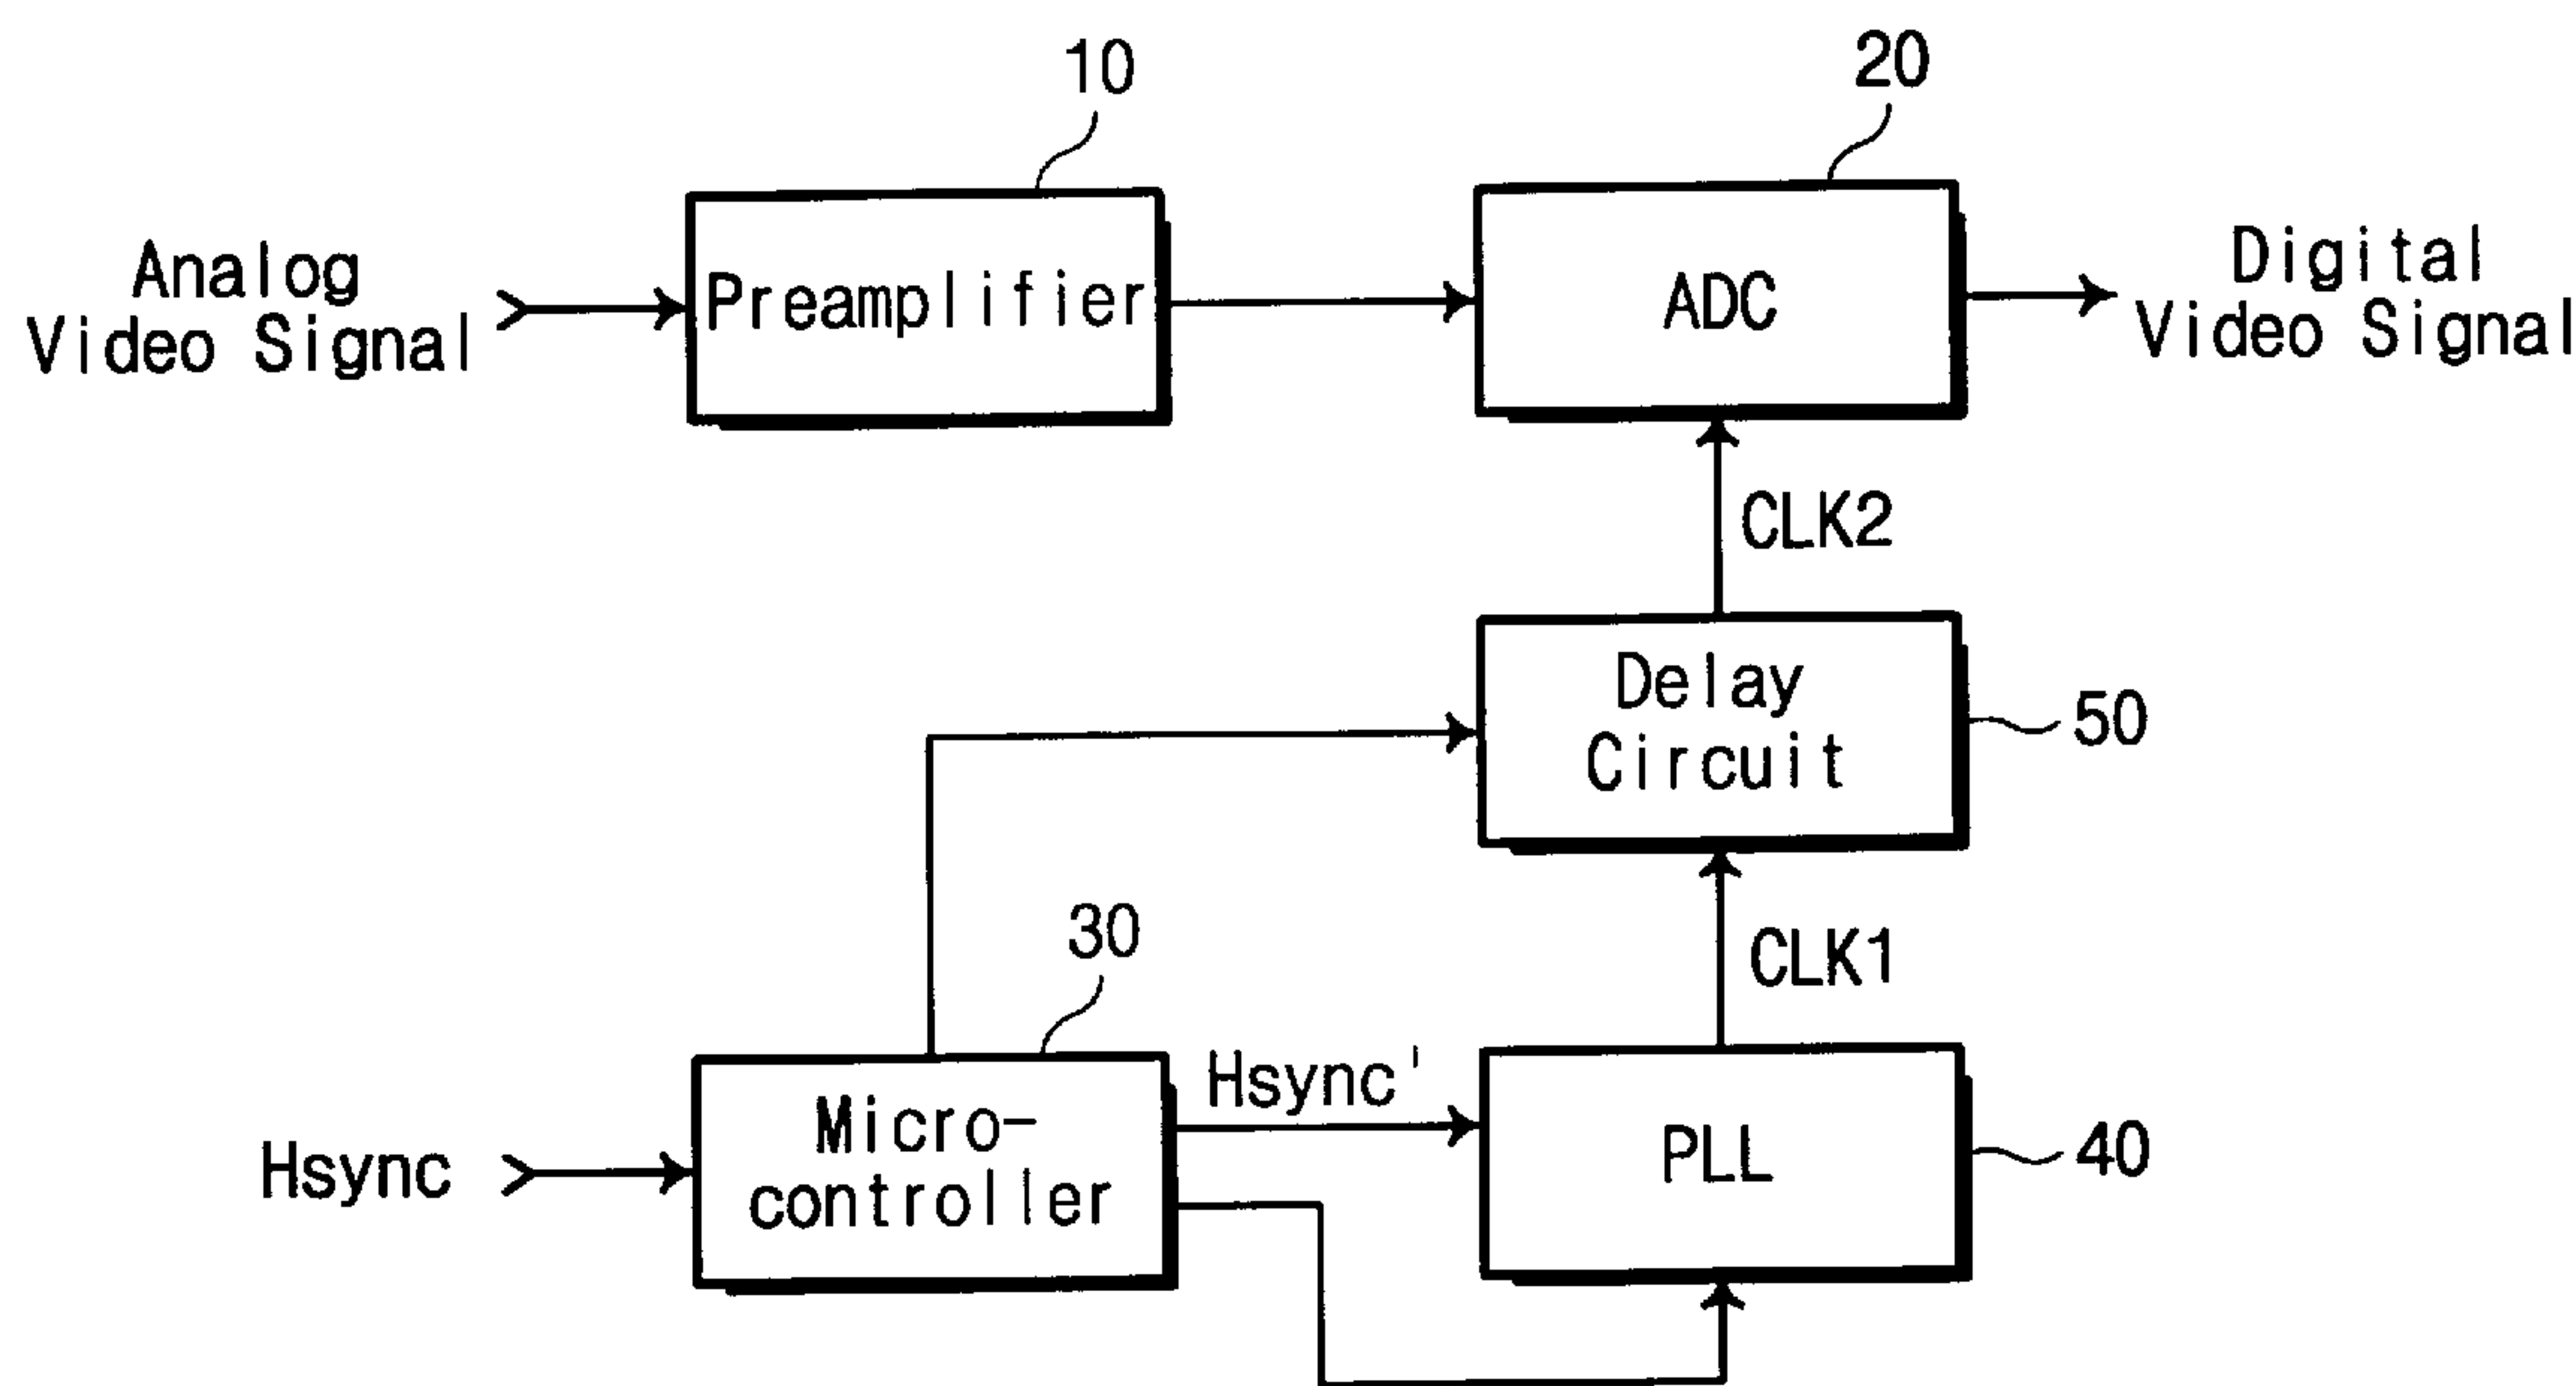 10
20
Analog
Video Signal
Preamplifier
ADC
Digital
Video Signal
CLK2
Delay
Circuit
50
30
CLK1
Hsync'
Hsync
Micro-
controller
PLL
40